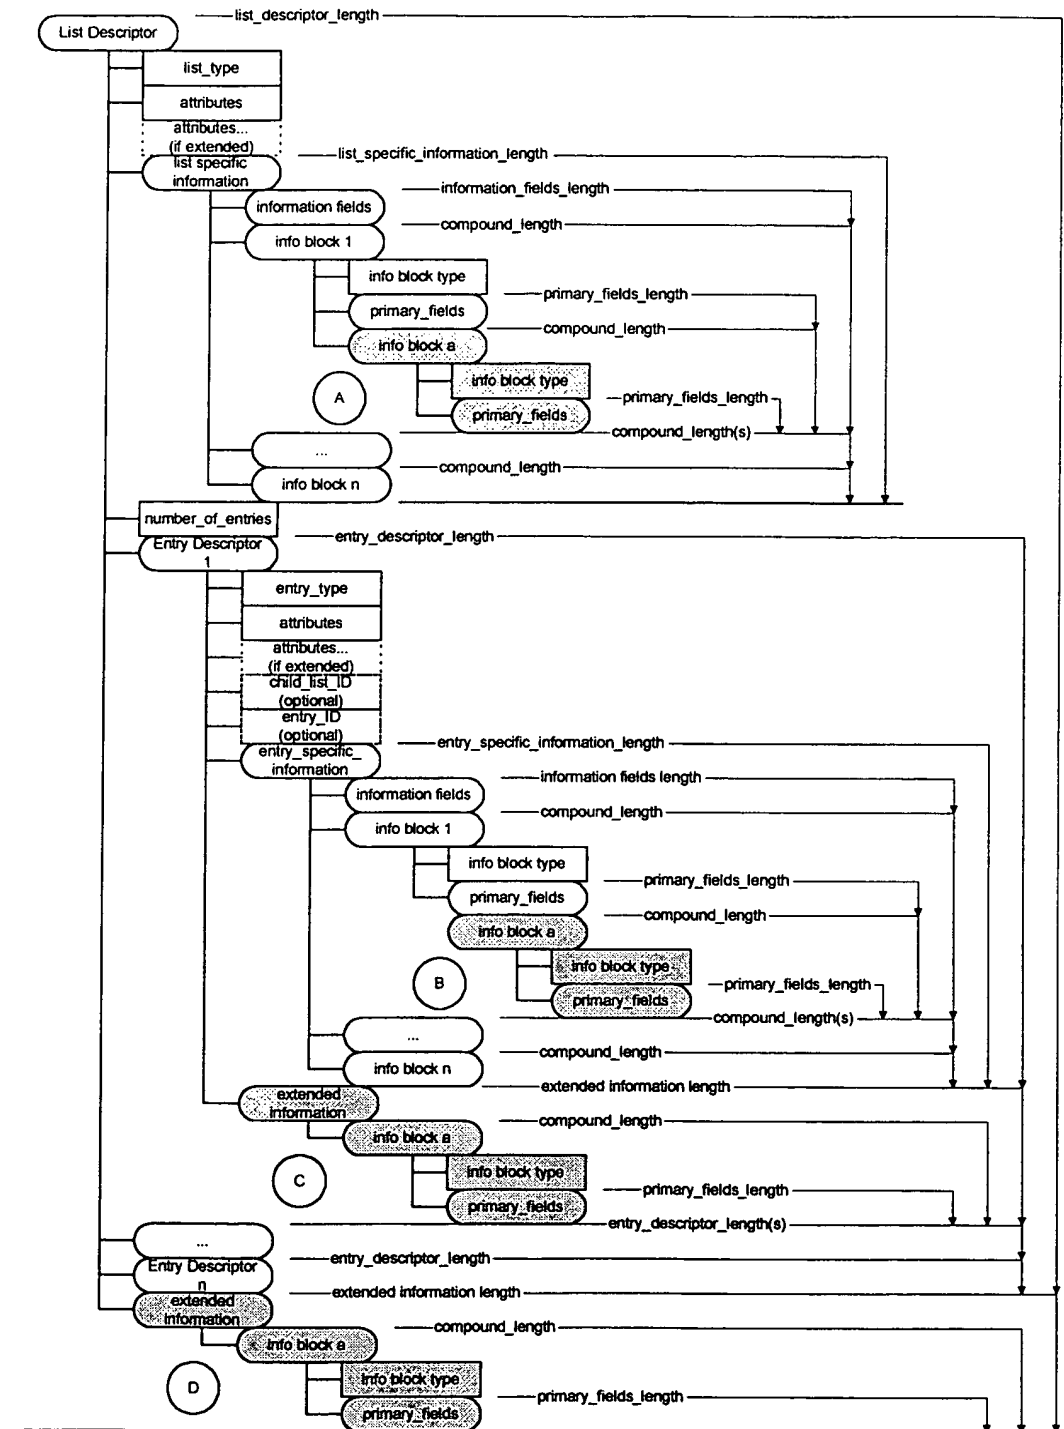 list_descriptor_length
List Descriptor
list_type
attributes
attributes...
(if extended)
list specific
information
list_specific_information_length
information_fields_length
information fields
compound_length
info block 1
info block type
primary_fields_length
primary_fields
compound_length
info block a
info block type
primary_fields_length
A
primary_fields
compound_length(s)
...
compound_length
info block n
number_of_entries
entry_descriptor_length
Entry Descriptor
1
entry_type
attributes
attributes...
(if extended)
child_list_ID
(optional)
entry_ID
(optional)
entry_specific_information_length
entry_specific_
information
information fields length
information fields
compound_length
info block 1
info block type
primary_fields_length
primary_fields
compound_length
info block a
info block type
B
primary_fields_length
primary_fields
compound_length(s)
...
compound_length
info block n
extended information length
extended
information
compound_length
info block a
info block type
C
primary_fields_length
primary_fields
entry_descriptor_length(s)
...
entry_descriptor_length
Entry Descriptor
n
extended information length
extended
information
compound_length
info block a
info block type
D
primary_fields_length
primary_fields